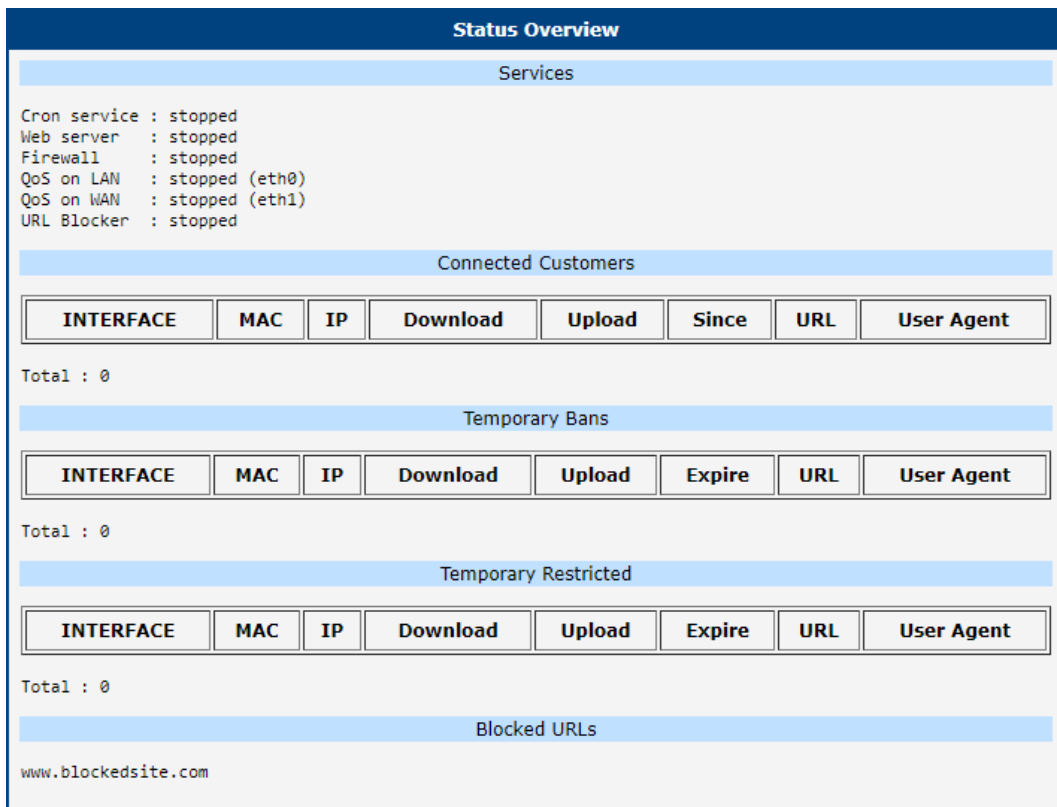 Status Overview
Services
Cron service : stopped
Web server   : stopped
Firewall     : stopped
QoS on LAN   : stopped (eth0)
QoS on WAN   : stopped (eth1)
URL Blocker  : stopped
Connected Customers
INTERFACE MAC IP Download Upload Since URL User Agent
Total : 0
Temporary Bans
INTERFACE MAC IP Download Upload Expire URL User Agent
Total : 0
Temporary Restricted
INTERFACE MAC IP Download Upload Expire URL User Agent
Total : 0
Blocked URLs
www.blockedsite.com